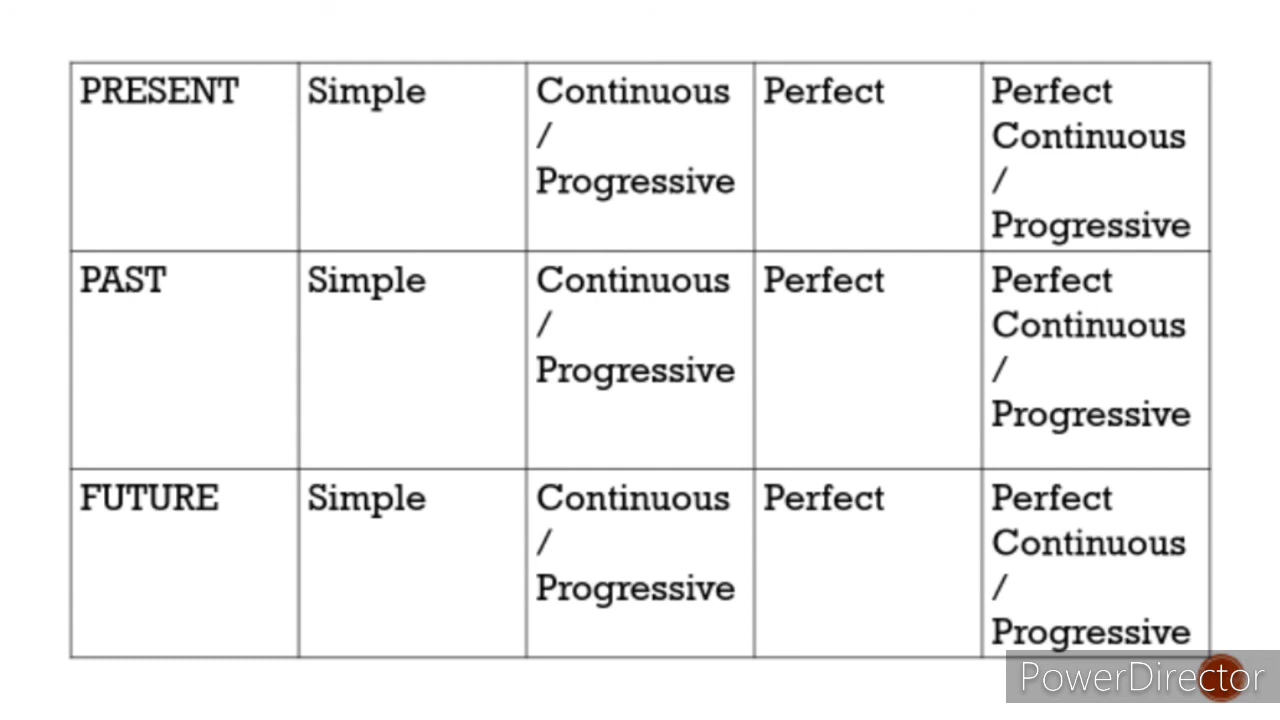 PRESENT
Simple
Continuous
/
Progressive
Perfect
Perfect
Continuous
/
Progressive
PAST
Simple
Continuous
/
Progressive
Perfect
Perfect
Continuous
/
Progressive
FUTURE
Simple
Continuous
/
Progressive
Perfect
Perfect
Continuous
/
Progressive
PowerDirector